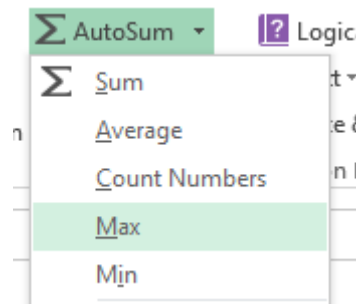 Σ AutoSum ? Logic
Σ Sum
Average
Count Numbers
Max
Min